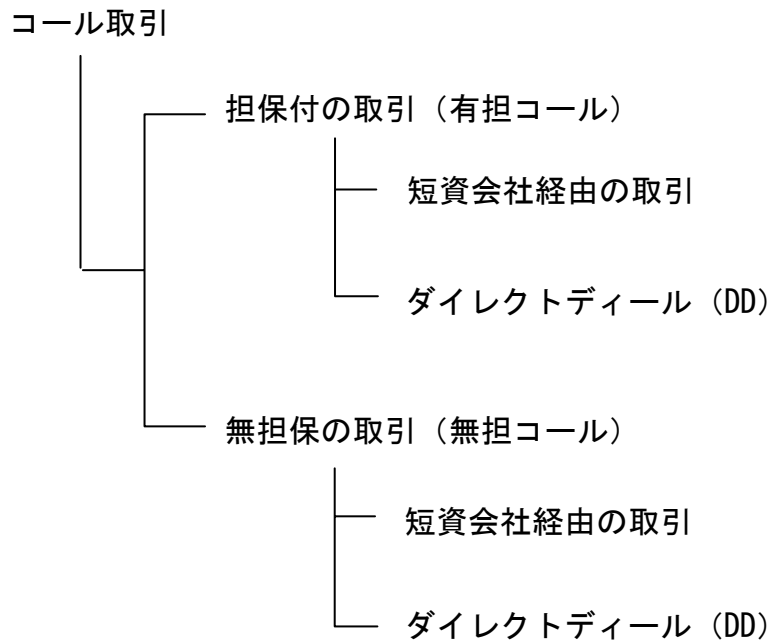 コール取引
担保付の取引（有担コール）
短資会社経由の取引
ダイレクトディール（DD）
無担保の取引（無担コール）
短資会社経由の取引
ダイレクトディール（DD）